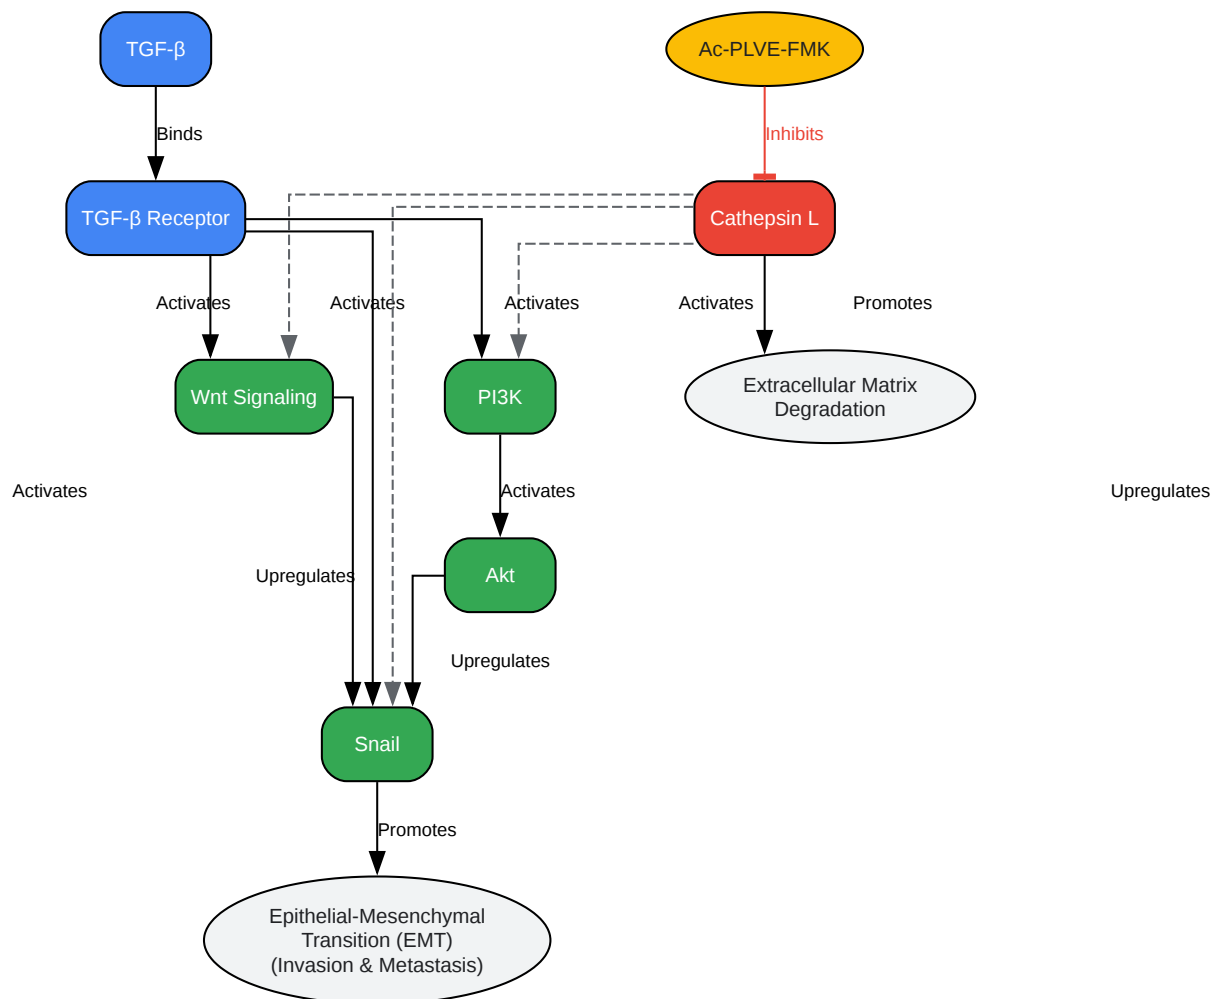 TGF-β
Ac-PLVE-FMK
Binds
Inhibits
TGF-β Receptor
Cathepsin L
Activates
Activates
Activates
Activates
Promotes
Wnt Signaling
PI3K
Extracellular Matrix
Degradation
Activates
Activates
Upregulates
Upregulates
Akt
Upregulates
Snail
Promotes
Epithelial-Mesenchymal
Transition (EMT)
(Invasion & Metastasis)